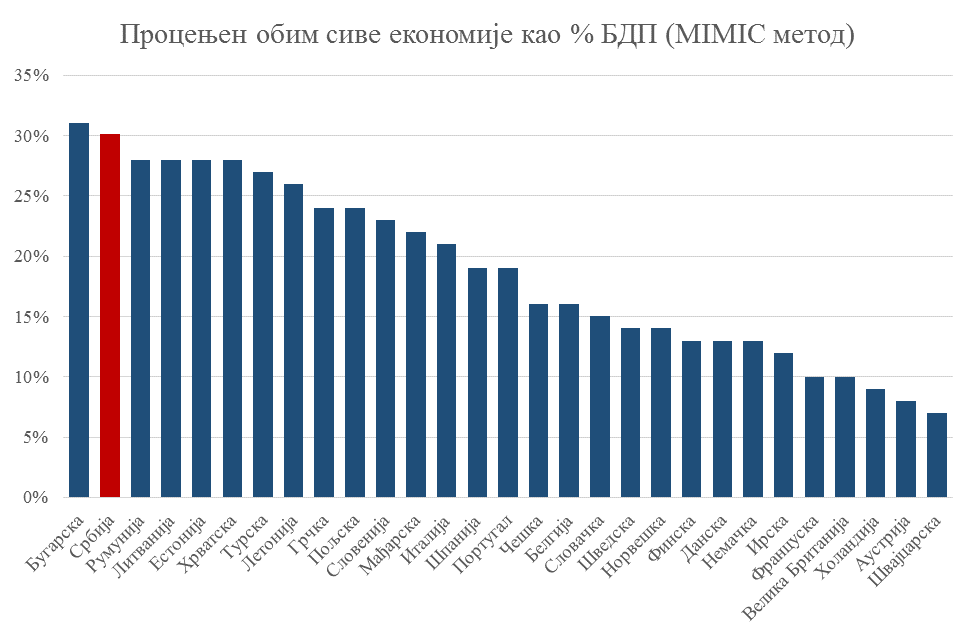 Процењен обим сиве економије као % БДП (MIMIC метод)
35%
30%
25%
20%
15%
10%
5%
0%
Бугарска
Србија
Румунија
Литванија
Естонија
Хрватска
Турска
Летонија
Грчка
Пољска
Словенија
Мађарска
Италија
Шпанија
Португал
Чешка
Белгија
Словачка
Шведска
Норвешка
Финска
Данска
Немачка
Ирска
Француска
Велика Британија
Холандија
Аустрија
Швајцарска